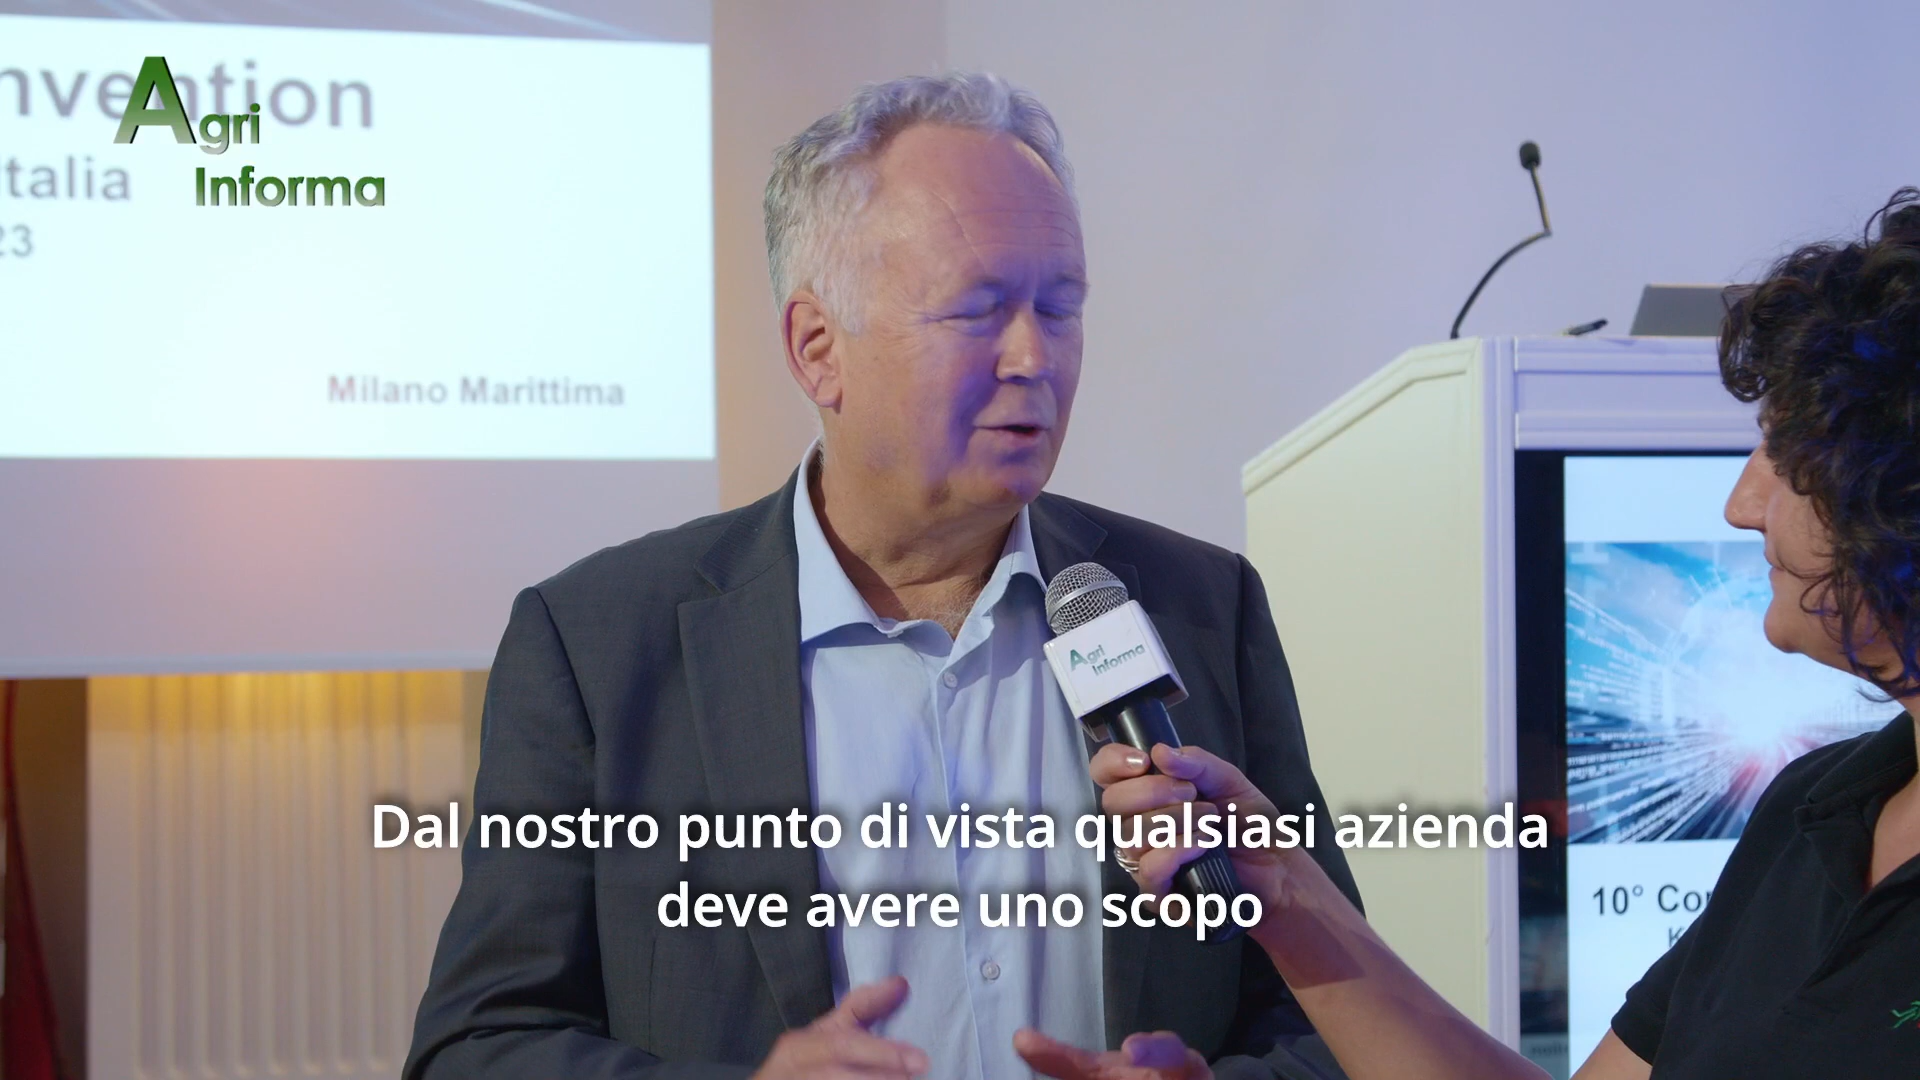 nvention
Italia
23
Milano Marittima
Agri
Informa
Agri
Informa
10° Co
Dal nostro punto di vista qualsiasi azienda
deve avere uno scopo